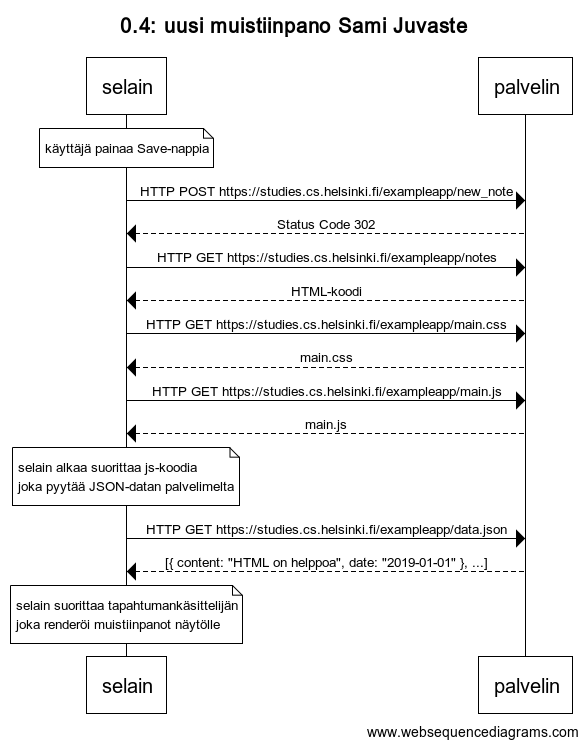 0.4: uusi muistiinpano Sami Juvaste
selain
palvelin
käyttäjä painaa Save-nappia
HTTP POST https://studies.cs.helsinki.fi/exampleapp/new_note
Status Code 302
HTTP GET https://studies.cs.helsinki.fi/exampleapp/notes
HTML-koodi
HTTP GET https://studies.cs.helsinki.fi/exampleapp/main.css
main.css
HTTP GET https://studies.cs.helsinki.fi/exampleapp/main.js
main.js
selain alkaa suorittaa js-koodia
joka pyytää JSON-datan palvelimelta
HTTP GET https://studies.cs.helsinki.fi/exampleapp/data.json
[{ content: "HTML on helppoa", date: "2019-01-01" }, ...]
selain suorittaa tapahtumankäsittelijän
joka renderöi muistiinpanot näytölle
selain
palvelin
www.websequencediagrams.com